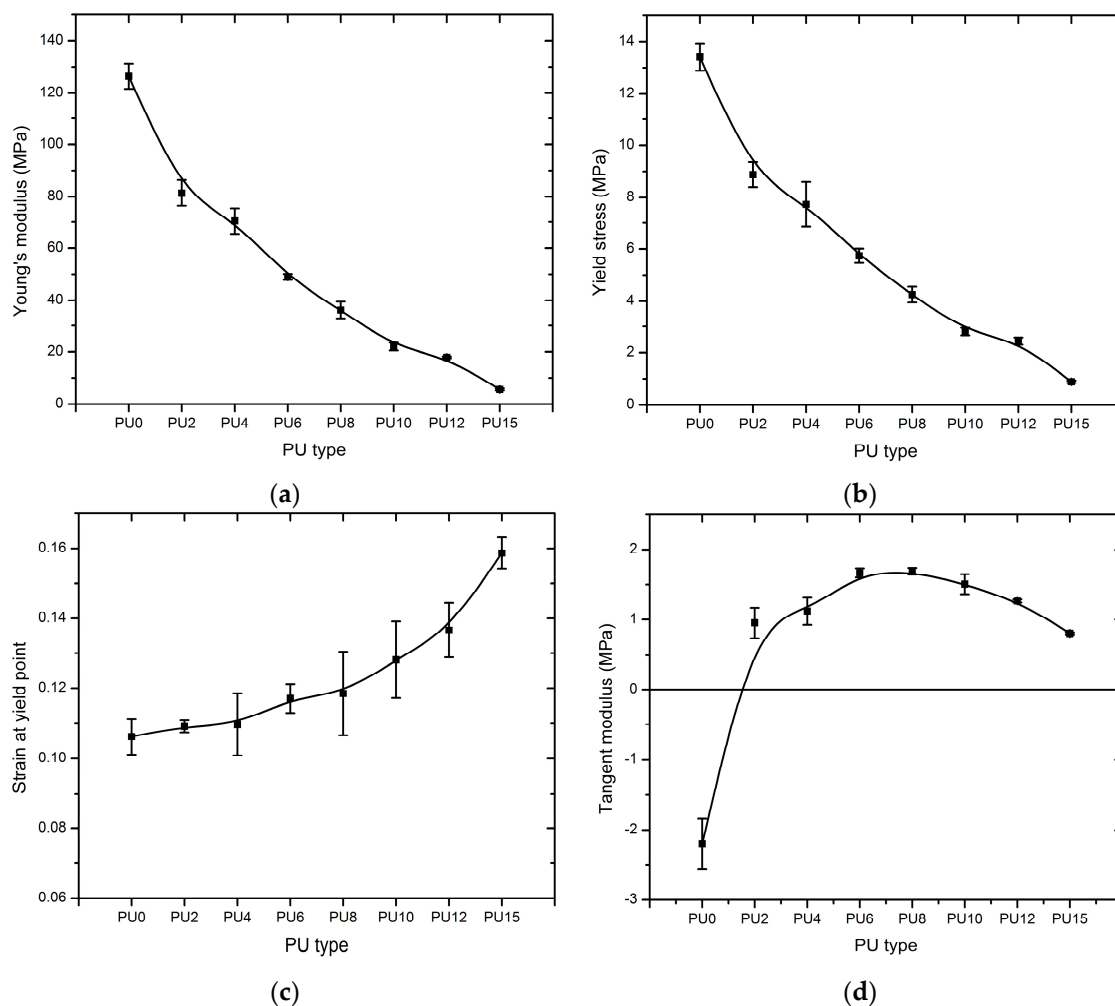 140
120
100
80
60
40
20
0
Young's modulus (MPa)
PU0 PU2 PU4 PU6 PU8 PU10 PU12 PU15
PU type
(a)
14
12
10
8
6
4
2
0
Yield stress (MPa)
PU0 PU2 PU4 PU6 PU8 PU10 PU12 PU15
PU type
(b)
0.16
0.14
0.12
0.10
0.08
0.06
Strain at yield point
PU0 PU2 PU4 PU6 PU8 PU10 PU12 PU15
PU type
(c)
2
1
0
-1
-2
-3
Tangent modulus (MPa)
PU0 PU2 PU4 PU6 PU8 PU10 PU12 PU15
PU type
(d)